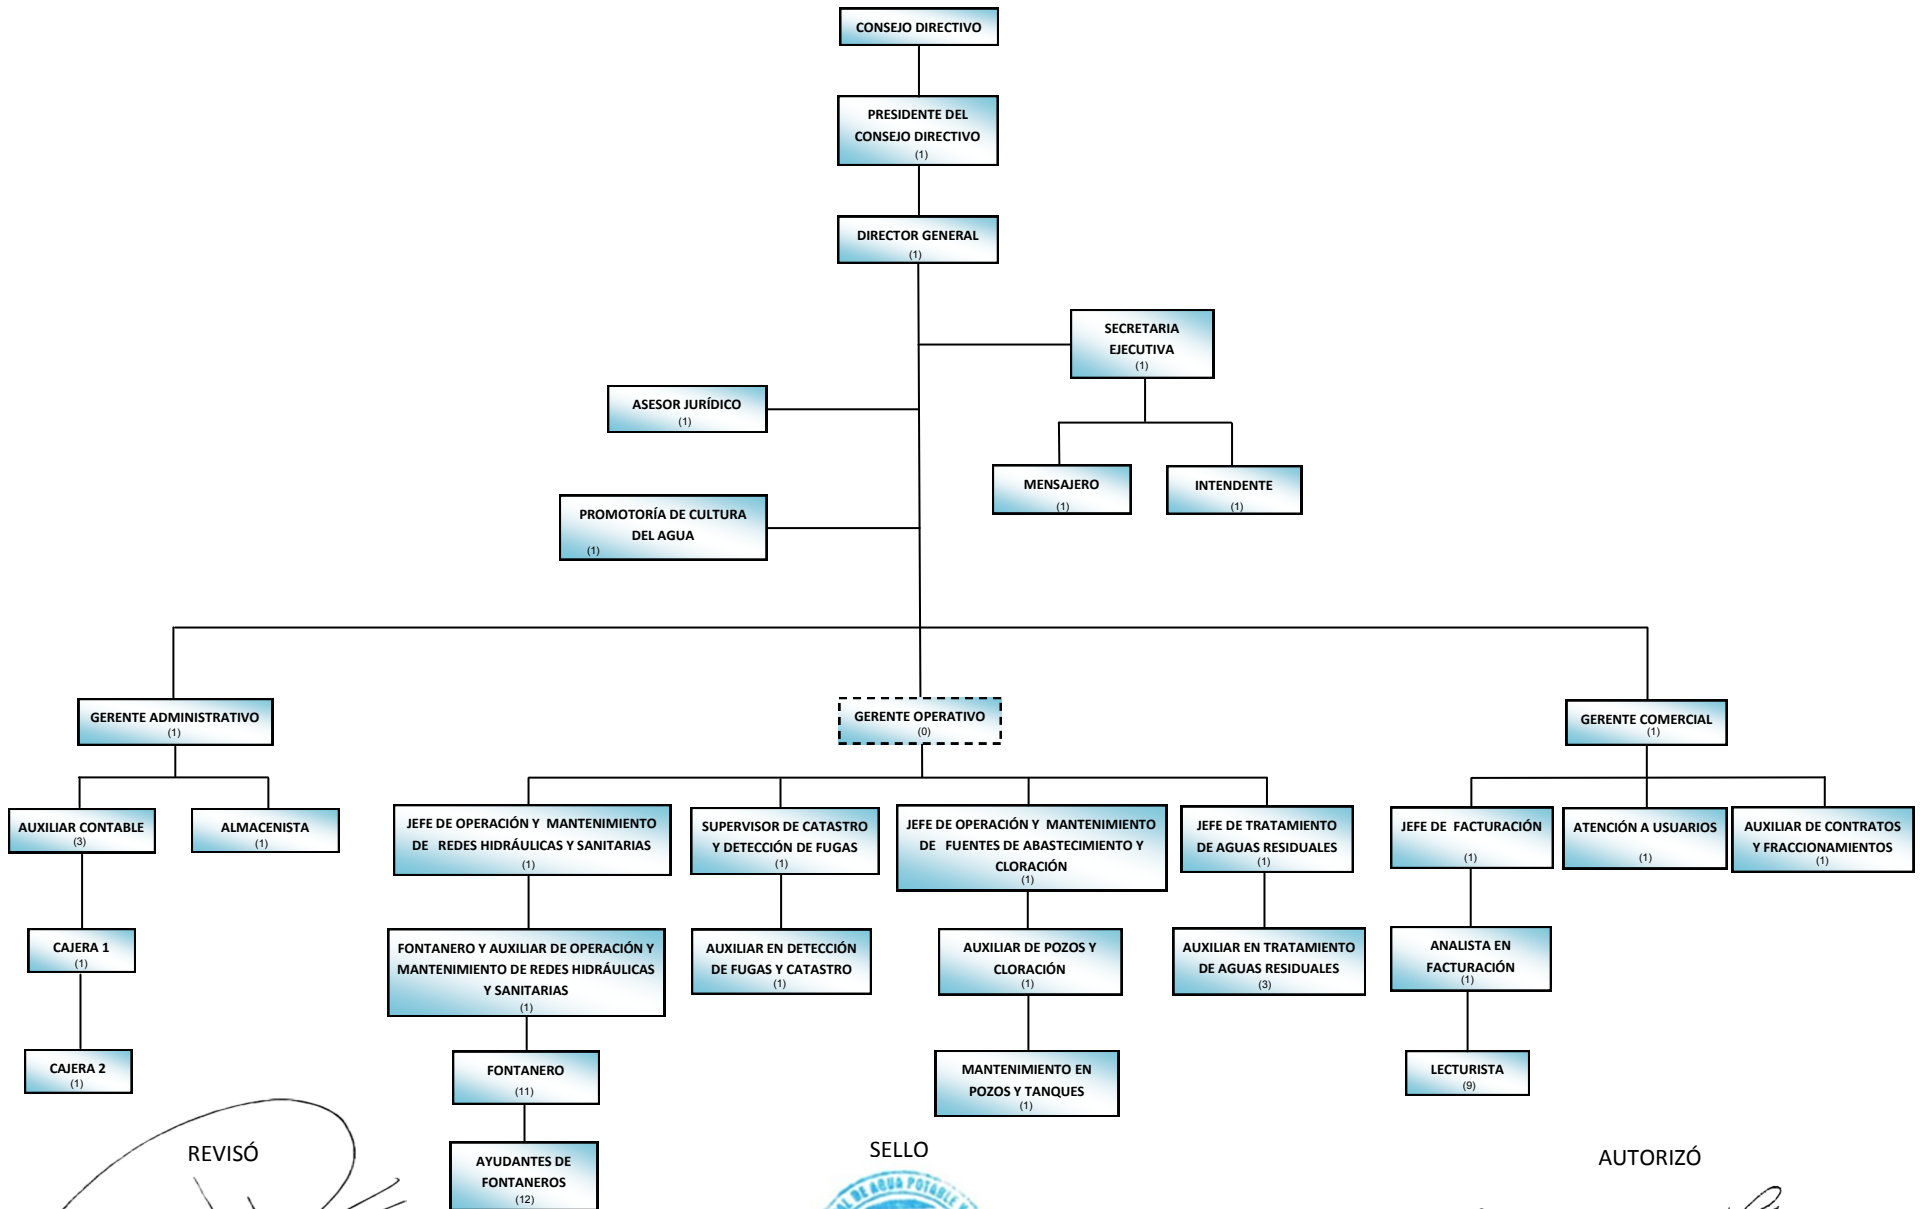 CONSEJO DIRECTIVO
PRESIDENTE DEL
CONSEJO DIRECTIVO
(1)
DIRECTOR GENERAL
(1)
SECRETARIA
EJECUTIVA
(1)
ASESOR JURÍDICO
(1)
MENSAJERO
(1)
INTENDENTE
(1)
PROMOTORÍA DE CULTURA
DEL AGUA
(1)
GERENTE ADMINISTRATIVO
(1)
GERENTE OPERATIVO
(0)
GERENTE COMERCIAL
(1)
AUXILIAR CONTABLE
(3)
ALMACENISTA
(1)
JEFE DE OPERACIÓN Y MANTENIMIENTO
DE REDES HIDRÁULICAS Y SANITARIAS
(1)
SUPERVISOR DE CATASTRO
Y DETECCIÓN DE FUGAS
(1)
JEFE DE OPERACIÓN Y MANTENIMIENTO
DE FUENTES DE ABASTECIMIENTO Y
CLORACIÓN
(1)
JEFE DE TRATAMIENTO
DE AGUAS RESIDUALES
(1)
JEFE DE FACTURACIÓN
(1)
ATENCIÓN A USUARIOS
(1)
AUXILIAR DE CONTRATOS
Y FRACCIONAMIENTOS
(1)
CAJERA 1
(1)
FONTANERO Y AUXILIAR DE OPERACIÓN Y
MANTENIMIENTO DE REDES HIDRÁULICAS
Y SANITARIAS
(1)
AUXILIAR EN DETECCIÓN
DE FUGAS Y CATASTRO
(1)
AUXILIAR DE POZOS Y
CLORACIÓN
(1)
AUXILIAR EN TRATAMIENTO
DE AGUAS RESIDUALES
(3)
ANALISTA EN
FACTURACIÓN
(1)
CAJERA 2
(1)
FONTANERO
(11)
MANTENIMIENTO EN
POZOS Y TANQUES
(1)
LECTURISTA
(9)
AYUDANTES DE
FONTANEROS
(12)
REVISÓ
SELLO
AUTORIZÓ
DE AGUA POTABLE